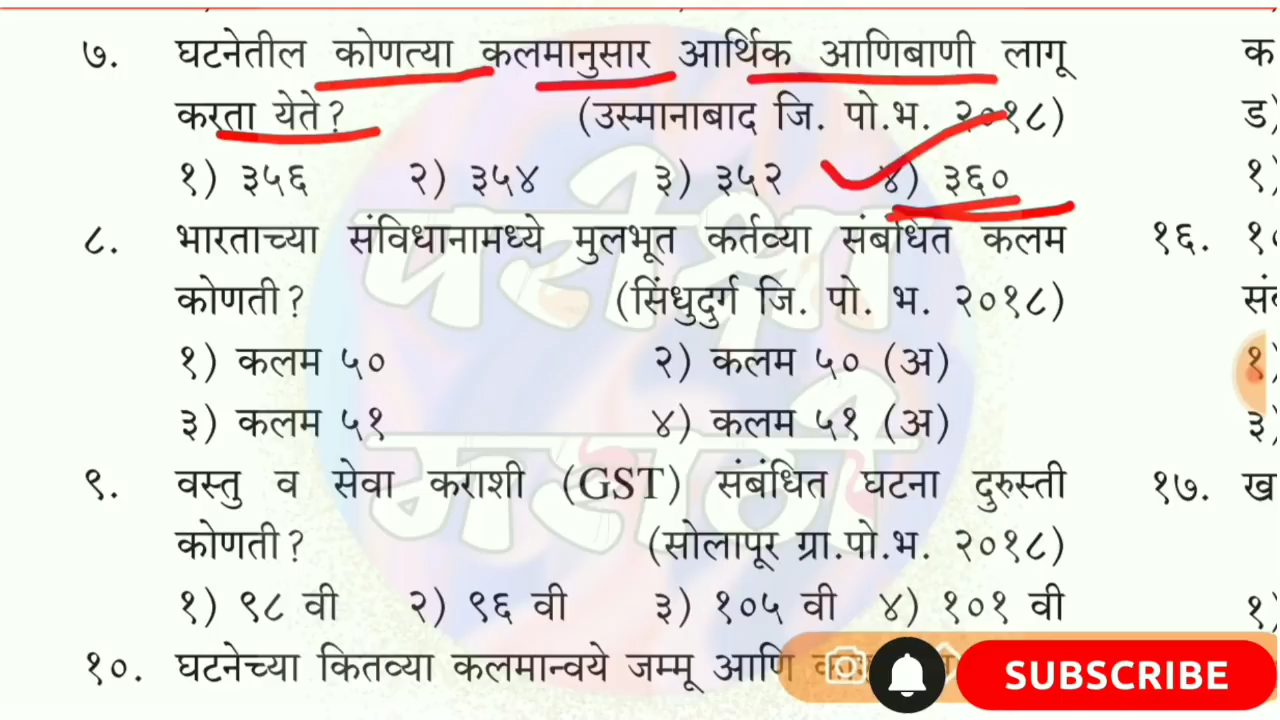 ७. घटनेतील कोणत्या कलमानुसार आर्थिक आणिबाणी लागू
करता येते? (उस्मानाबाद जि. पो.भ. २०१८)
१) ३५६ २) ३५४ ३) ३५२ ४) ३६०
८. भारताच्या संविधानामध्ये मुलभूत कर्तव्या संबंधित कलम
कोणती? (सिंधुदुर्ग जि. पो. भ. २०१८)
१) कलम ५० २) कलम ५० (अ)
३) कलम ५१ ४) कलम ५१ (अ)
९. वस्तु व सेवा कराशी (GST) संबंधित घटना दुरुस्ती
कोणती? (सोलापूर ग्रा.पो.भ. २०१८)
१) ९८ वी २) ९६ वी ३) १०५ वी ४) १०१ वी
१०. घटनेच्या कितव्या कलमान्वये जम्मू आणि
क
ड)
१)
१६.
१)
३)
१७. ख
१)
परीक्षा
मराठी
SUBSCRIBE